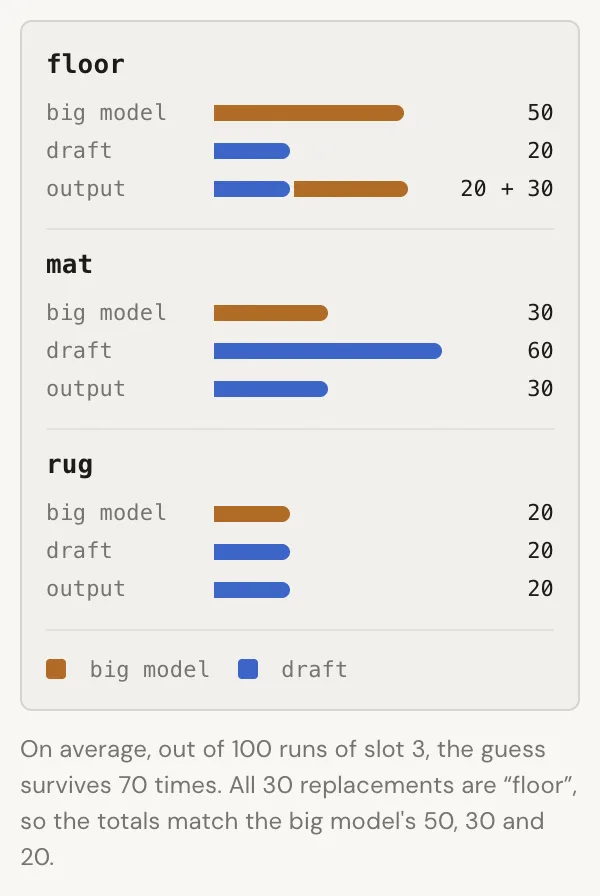 floor
big model 50
draft 20
output 20 + 30
mat
big model 30
draft 60
output 30
rug
big model 20
draft 20
output 20
big model draft
On average, out of 100 runs of slot 3, the guess
survives 70 times. All 30 replacements are “floor”,
so the totals match the big model's 50, 30 and
20.